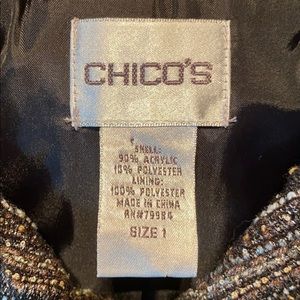 CHICO'S
SHELL:
90% ACRYLIC
10% POLYESTER
LINING:
100% POLYESTER
MADE IN CHINA
RN#79984
SIZE 1